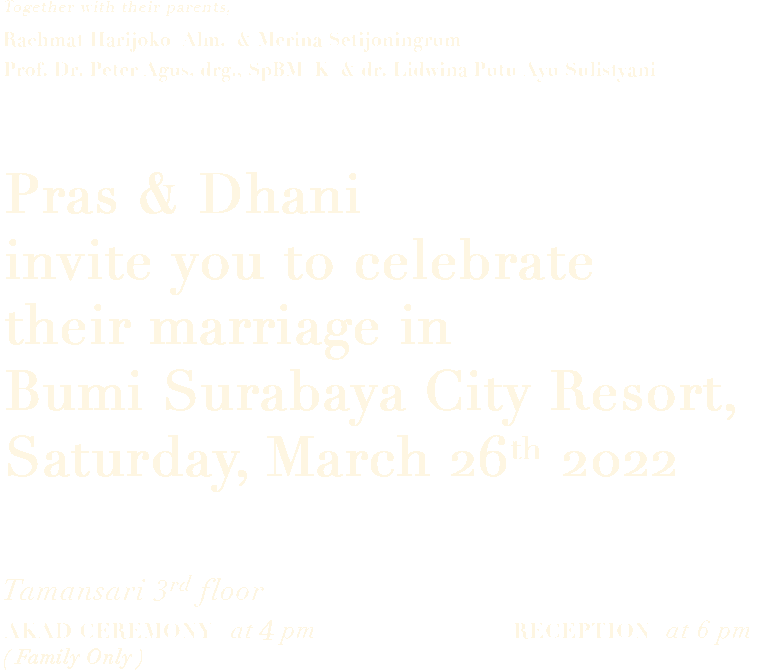 Together with their parents,
Rachmat Harijoko (Alm.) & Merina Setijoningrum
Prof. Dr. Peter Agus, drg., SpBM(K) & dr. Lidwina Putu Ayu Sulistyani
Pras & Dhani
invite you to celebrate
their marriage in
Bumi Surabaya City Resort,
Saturday, March 26th 2022
Tamansari 3rd floor
AKAD CEREMONY at 4 pm
RECEPTION at 6 pm
( Family Only )